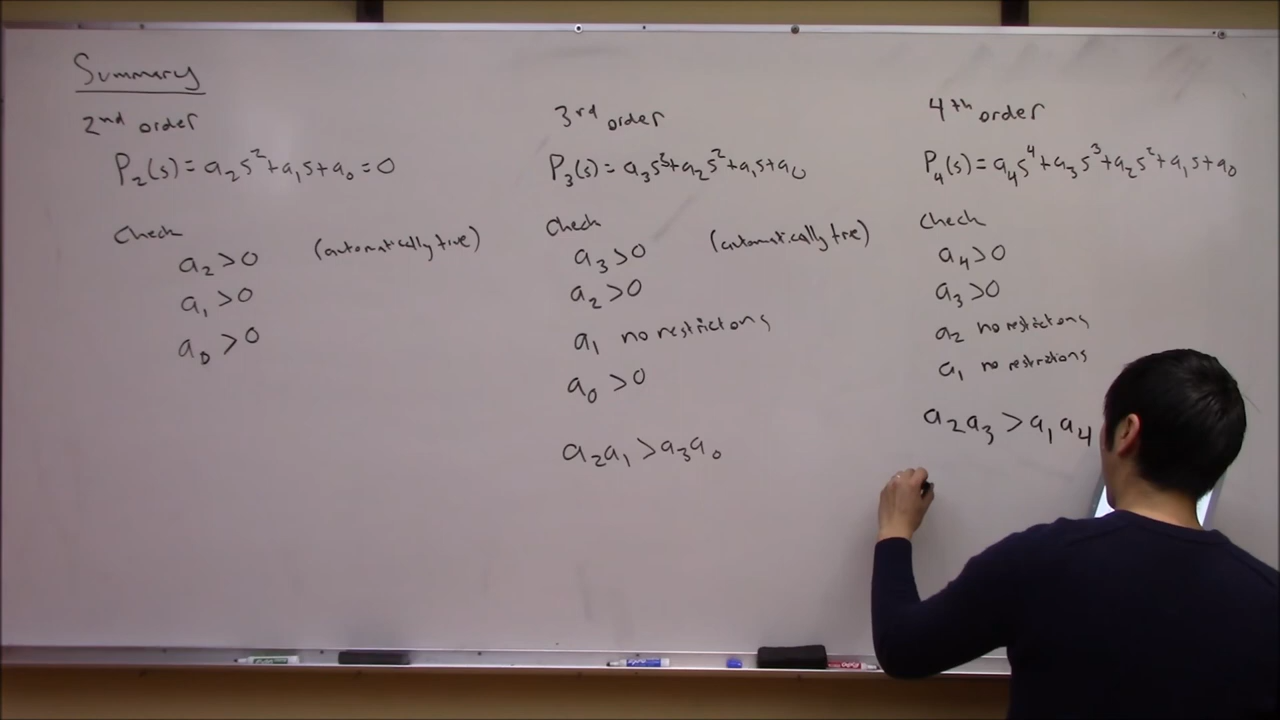 Summary
2nd order
P₂(s) = a₂s² + a₁s + a₀ = 0
Check
a₂ > 0 (automatically true)
a₁ > 0
a₀ > 0
3rd order
P₃(s) = a₃s³ + a₂s² + a₁s + a₀
Check
a₃ > 0 (automatically true)
a₂ > 0
a₁ no restrictions
a₀ > 0
a₂a₁ > a₃a₀
4th order
P₄(s) = a₄s⁴ + a₃s³ + a₂s² + a₁s + a₀
Check
a₄ > 0
a₃ > 0
a₂ no restrictions
a₁ no restrictions
a₂a₃ > a₁a₄